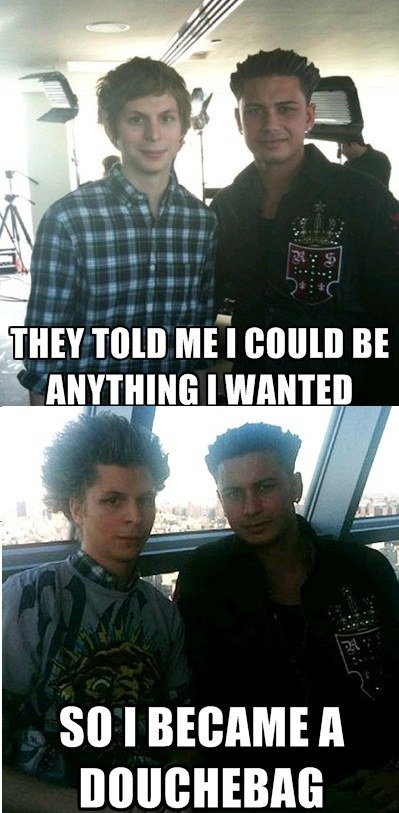 THEY TOLD ME I COULD BE
ANYTHING I WANTED
R S
SO I BECAME A
DOUCHEBAG